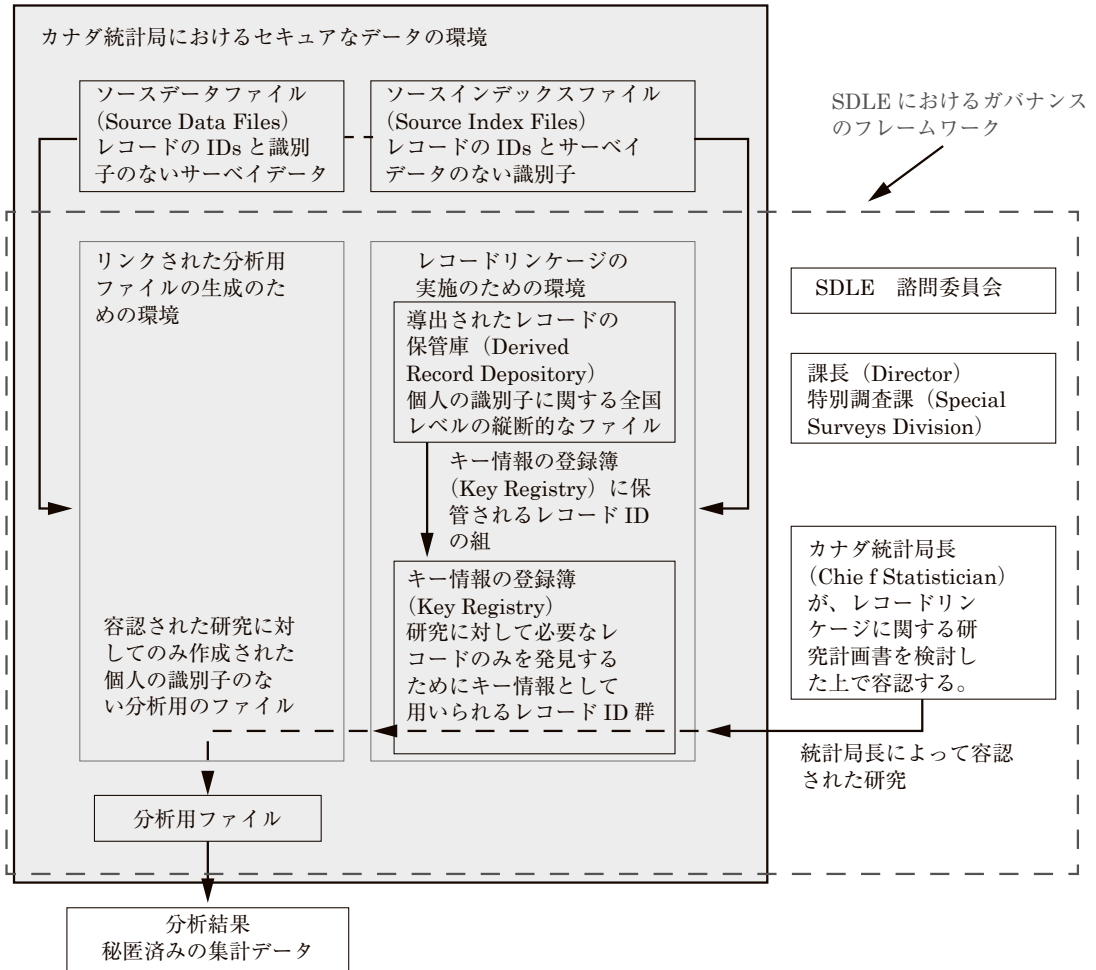 カナダ統計局におけるセキュアなデータの環境
ソースデータファイル
(Source Data Files)
レコードの IDs と識別
子のないサーベイデータ
ソースインデックスファイル
(Source Index Files)
レコードの IDs とサーベイ
データのない識別子
SDLE におけるガバナンス
のフレームワーク
リンクされた分析用
ファイルの生成のた
めの環境
容認された研究に対
してのみ作成された
個人の識別子のな
い分析用のファイル
レコードリンケージの
実施のための環境
導出されたレコードの
保管庫（Derived
Record Depository）
個人の識別子に関する全国
レベルの縦断的なファイル
キー情報の登録簿
(Key Registry）に保
管されるレコード ID
の組
キー情報の登録簿
(Key Registry)
研究に対して必要なレ
コードのみを発見する
ためにキー情報として
用いられるレコード ID 群
SDLE　諮問委員会
課長（Director）
特別調査課（Special
Surveys Division）
カナダ統計局長
（Chie f Statistician）
が、レコードリン
ケージに関する研
究計画書を検討し
た上で容認する。
統計局長によって容認
された研究
分析用ファイル
分析結果
秘匿済みの集計データ